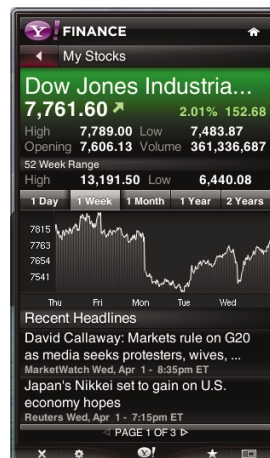 Y! FINANCE
My Stocks
Dow Jones Industria...
7,761.60 2.01% 152.68
High 7,789.00 Low 7,483.87
Opening 7,606.13 Volume 361,336,687
52 Week Range
High 13,191.50 Low 6,440.08
1 Day 1 Week 1 Month 1 Year 2 Years
7815
7763
7654
7541
Thu Fri Mon Tue Wed
Recent Headlines
David Callaway: Markets rule on G20
as media seeks protesters, wives, ...
MarketWatch Wed, Apr 1 - 8:35pm ET
Japan's Nikkei set to gain on U.S.
economy hopes
Reuters Wed, Apr 1 - 7:15pm ET
PAGE 1 OF 3
Y!